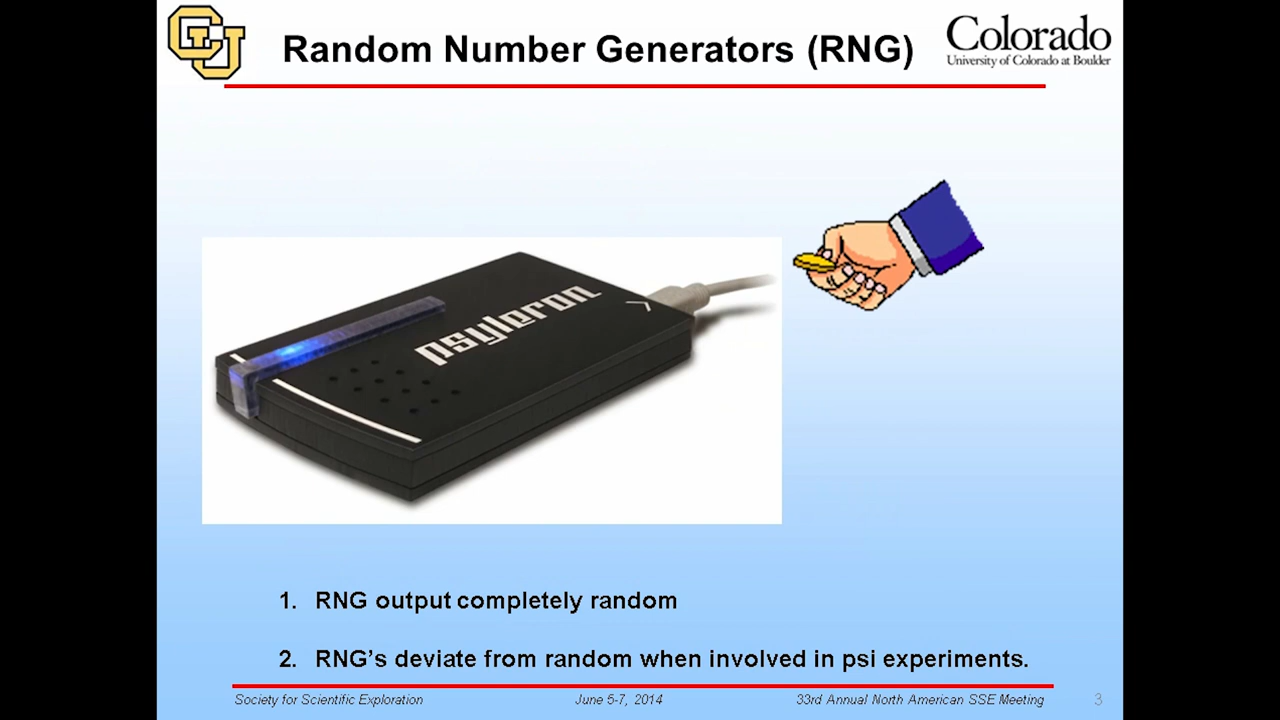 CU
Random Number Generators (RNG)
Colorado
University of Colorado at Boulder
psyleron
1. RNG output completely random
2. RNG's deviate from random when involved in psi experiments.
Society for Scientific Exploration June 5-7, 2014 33rd Annual North American SSE Meeting 3